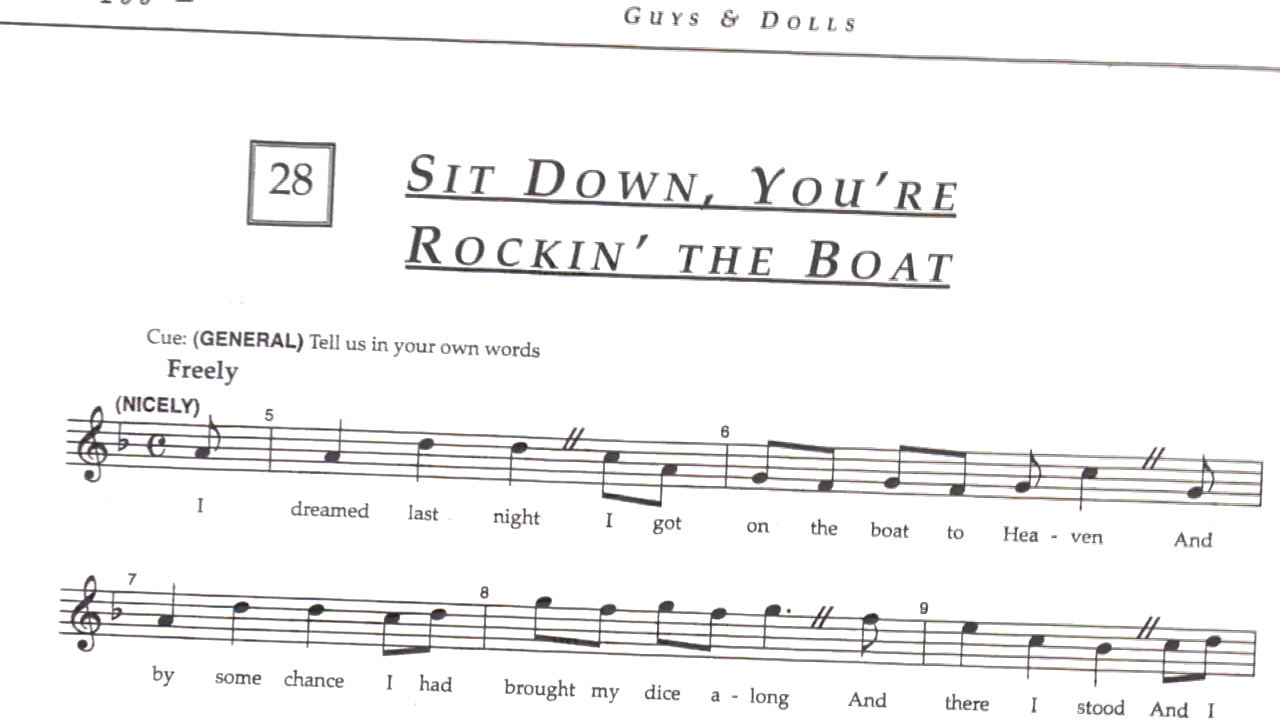 GUYS & DOLLS
28
SIT DOWN, YOU'RE
ROCKIN' THE BOAT
Cue: (GENERAL) Tell us in your own words
Freely
(NICELY)
5
6
I dreamed last night I got on the boat to Hea - ven And
7
8
9
by some chance I had brought my dice a - long And there I stood And I